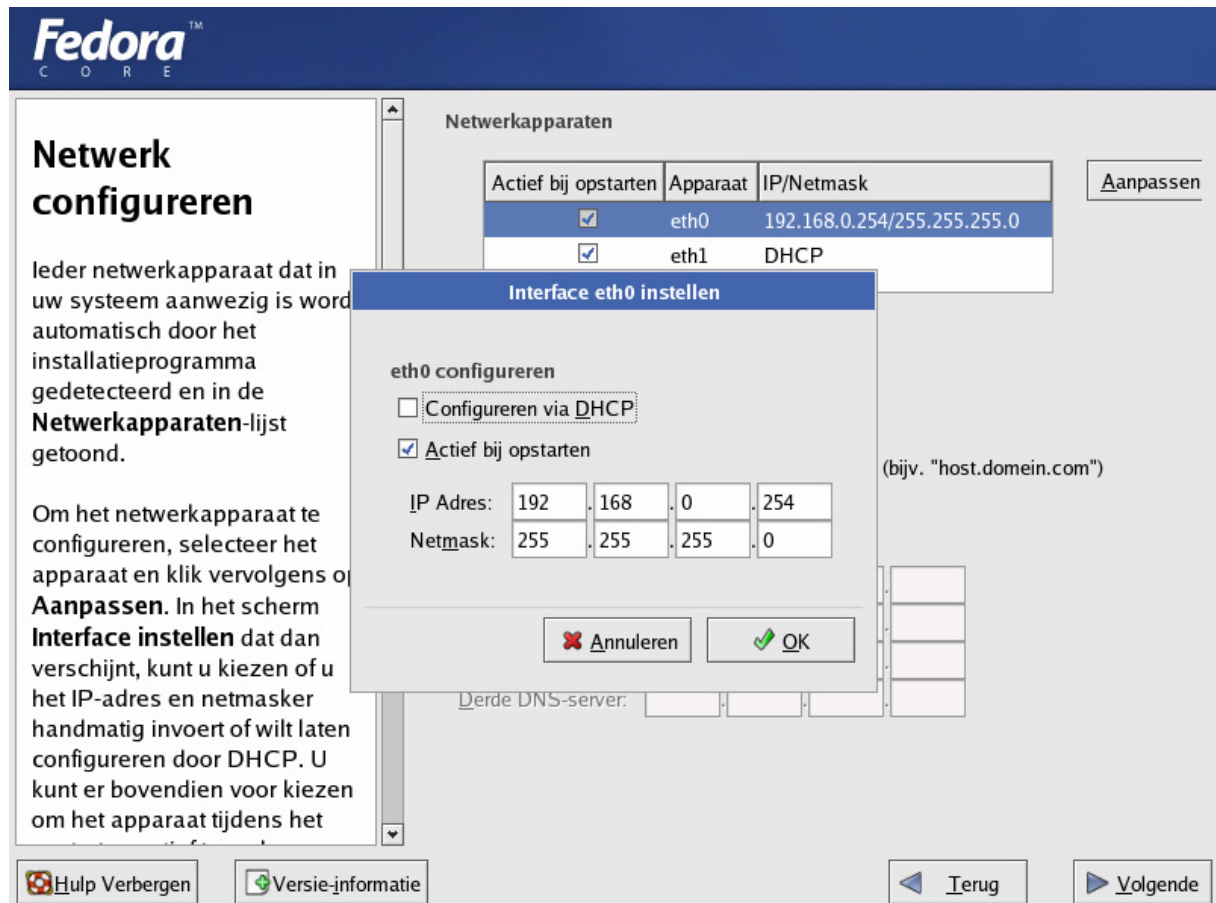 Fedora™
CORE
Netwerk
configureren
Ieder netwerkapparaat dat in
uw systeem aanwezig is word
automatisch door het
installatieprogramma
gedetecteerd en in de
Netwerkapparaten-lijst
getoond.
Om het netwerkapparaat te
configureren, selecteer het
apparaat en klik vervolgens op
Aanpassen. In het scherm
Interface instellen dat dan
verschijnt, kunt u kiezen of u
het IP-adres en netmasker
handmatig invoert of wilt laten
configureren door DHCP. U
kunt er bovendien voor kiezen
om het apparaat tijdens het
Netwerkapparaten
Actief bij opstarten Apparaat IP/Netmask
eth0 192.168.0.254/255.255.255.0
eth1 DHCP
Aanpassen
Interface eth0 instellen
eth0 configureren
Configureren via DHCP
Actief bij opstarten
IP Adres: 192 . 168 . 0 . 254
Netmask: 255 . 255 . 255 . 0
Annuleren
OK
(bijv. "host.domein.com")
Derde DNS-server:
Hulp Verbergen
Versie-informatie
Terug
Volgende